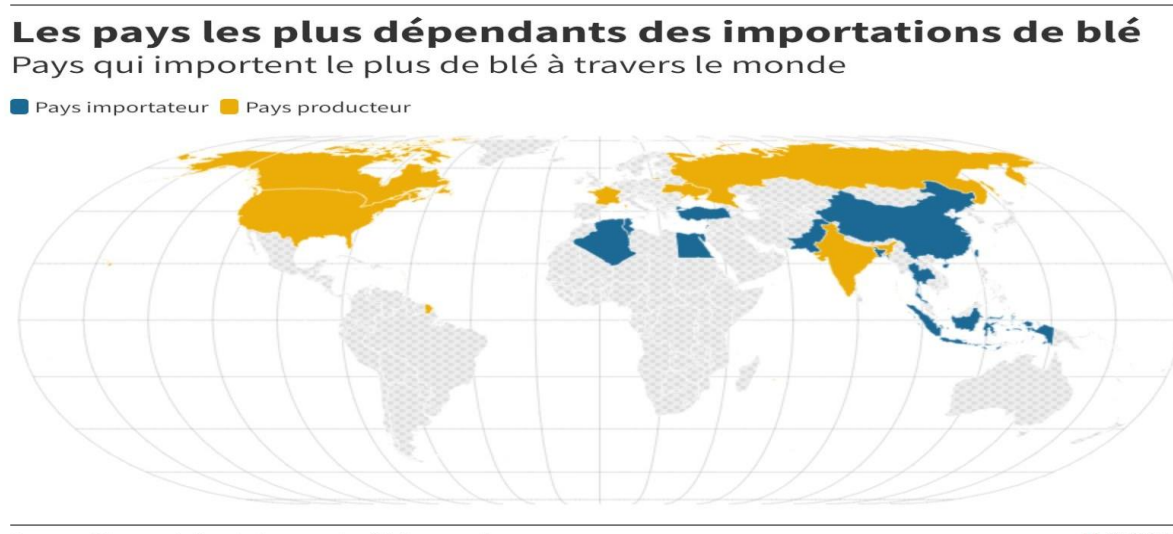 Les pays les plus dépendants des importations de blé
Pays qui importent le plus de blé à travers le monde
Pays importateur Pays producteur